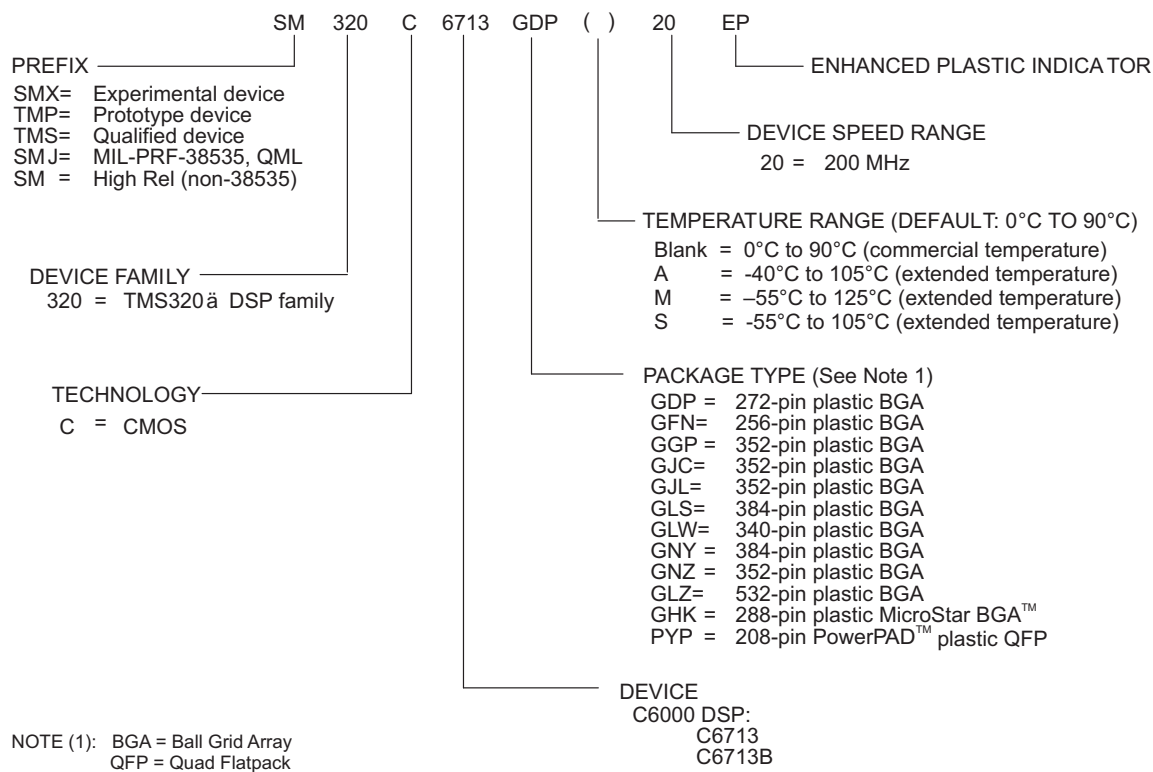 SM 320 C 6713 GDP ( ) 20 EP
PREFIX
SMX= Experimental device
TMP= Prototype device
TMS= Qualified device
SMJ= MIL-PRF-38535, QML
SM = High Rel (non-38535)
ENHANCED PLASTIC INDICA TOR
DEVICE SPEED RANGE
20 = 200 MHz
TEMPERATURE RANGE (DEFAULT: 0°C TO 90°C)
Blank = 0°C to 90°C (commercial temperature)
A = -40°C to 105°C (extended temperature)
M = –55°C to 125°C (extended temperature)
S = -55°C to 105°C (extended temperature)
DEVICE FAMILY
320 = TMS320ä DSP family
TECHNOLOGY
C = CMOS
PACKAGE TYPE (See Note 1)
GDP = 272-pin plastic BGA
GFN= 256-pin plastic BGA
GGP = 352-pin plastic BGA
GJC= 352-pin plastic BGA
GJL= 352-pin plastic BGA
GLS= 384-pin plastic BGA
GLW= 340-pin plastic BGA
GNY = 384-pin plastic BGA
GNZ = 352-pin plastic BGA
GLZ= 532-pin plastic BGA
GHK = 288-pin plastic MicroStar BGA™
PYP = 208-pin PowerPAD™ plastic QFP
DEVICE
C6000 DSP:
C6713
C6713B
NOTE (1): BGA = Ball Grid Array
QFP = Quad Flatpack